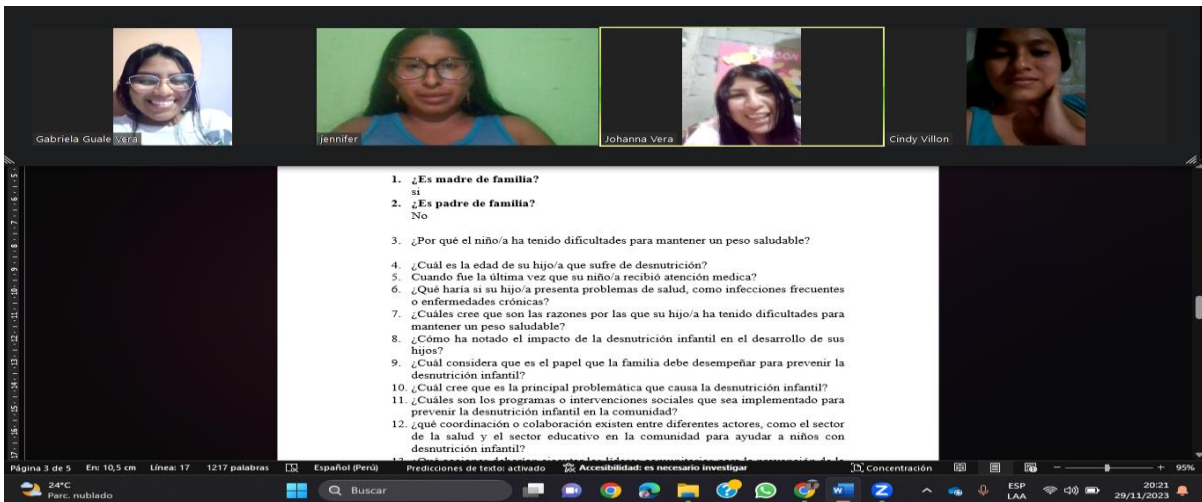 Gabriela Guale Vera
jennifer
Johanna Vera
Cindy Villon
1. ¿Es madre de familia?
si
2. ¿Es padre de familia?
No
3. ¿Por qué el niño/a ha tenido dificultades para mantener un peso saludable?
4. ¿Cuál es la edad de su hijo/a que sufre de desnutrición?
5. Cuando fue la última vez que su niño/a recibió atención medica?
6. ¿Qué haría si su hijo/a presenta problemas de salud, como infecciones frecuentes
o enfermedades crónicas?
7. ¿Cuáles cree que son las razones por las que su hijo/a ha tenido dificultades para
mantener un peso saludable?
8. ¿Cómo ha notado el impacto de la desnutrición infantil en el desarrollo de sus
hijos?
9. ¿Cuál considera que es el papel que la familia debe desempeñar para prevenir la
desnutrición infantil?
10. ¿Cuál cree que es la principal problemática que causa la desnutrición infantil?
11. ¿Cuáles son los programas o intervenciones sociales que sea implementado para
prevenir la desnutrición infantil en la comunidad?
12. ¿qué coordinación o colaboración existen entre diferentes actores, como el sector
de la salud y el sector educativo en la comunidad para ayudar a niños con
desnutrición infantil?
Página 3 de 5 En: 10,5 cm Línea: 17 1217 palabras Español (Perú) Predicciones de texto: activado Accesibilidad: es necesario investigar Concentración 95%
24°C
Parc. nublado
Buscar
ESP
LAA
20:21
29/11/2023